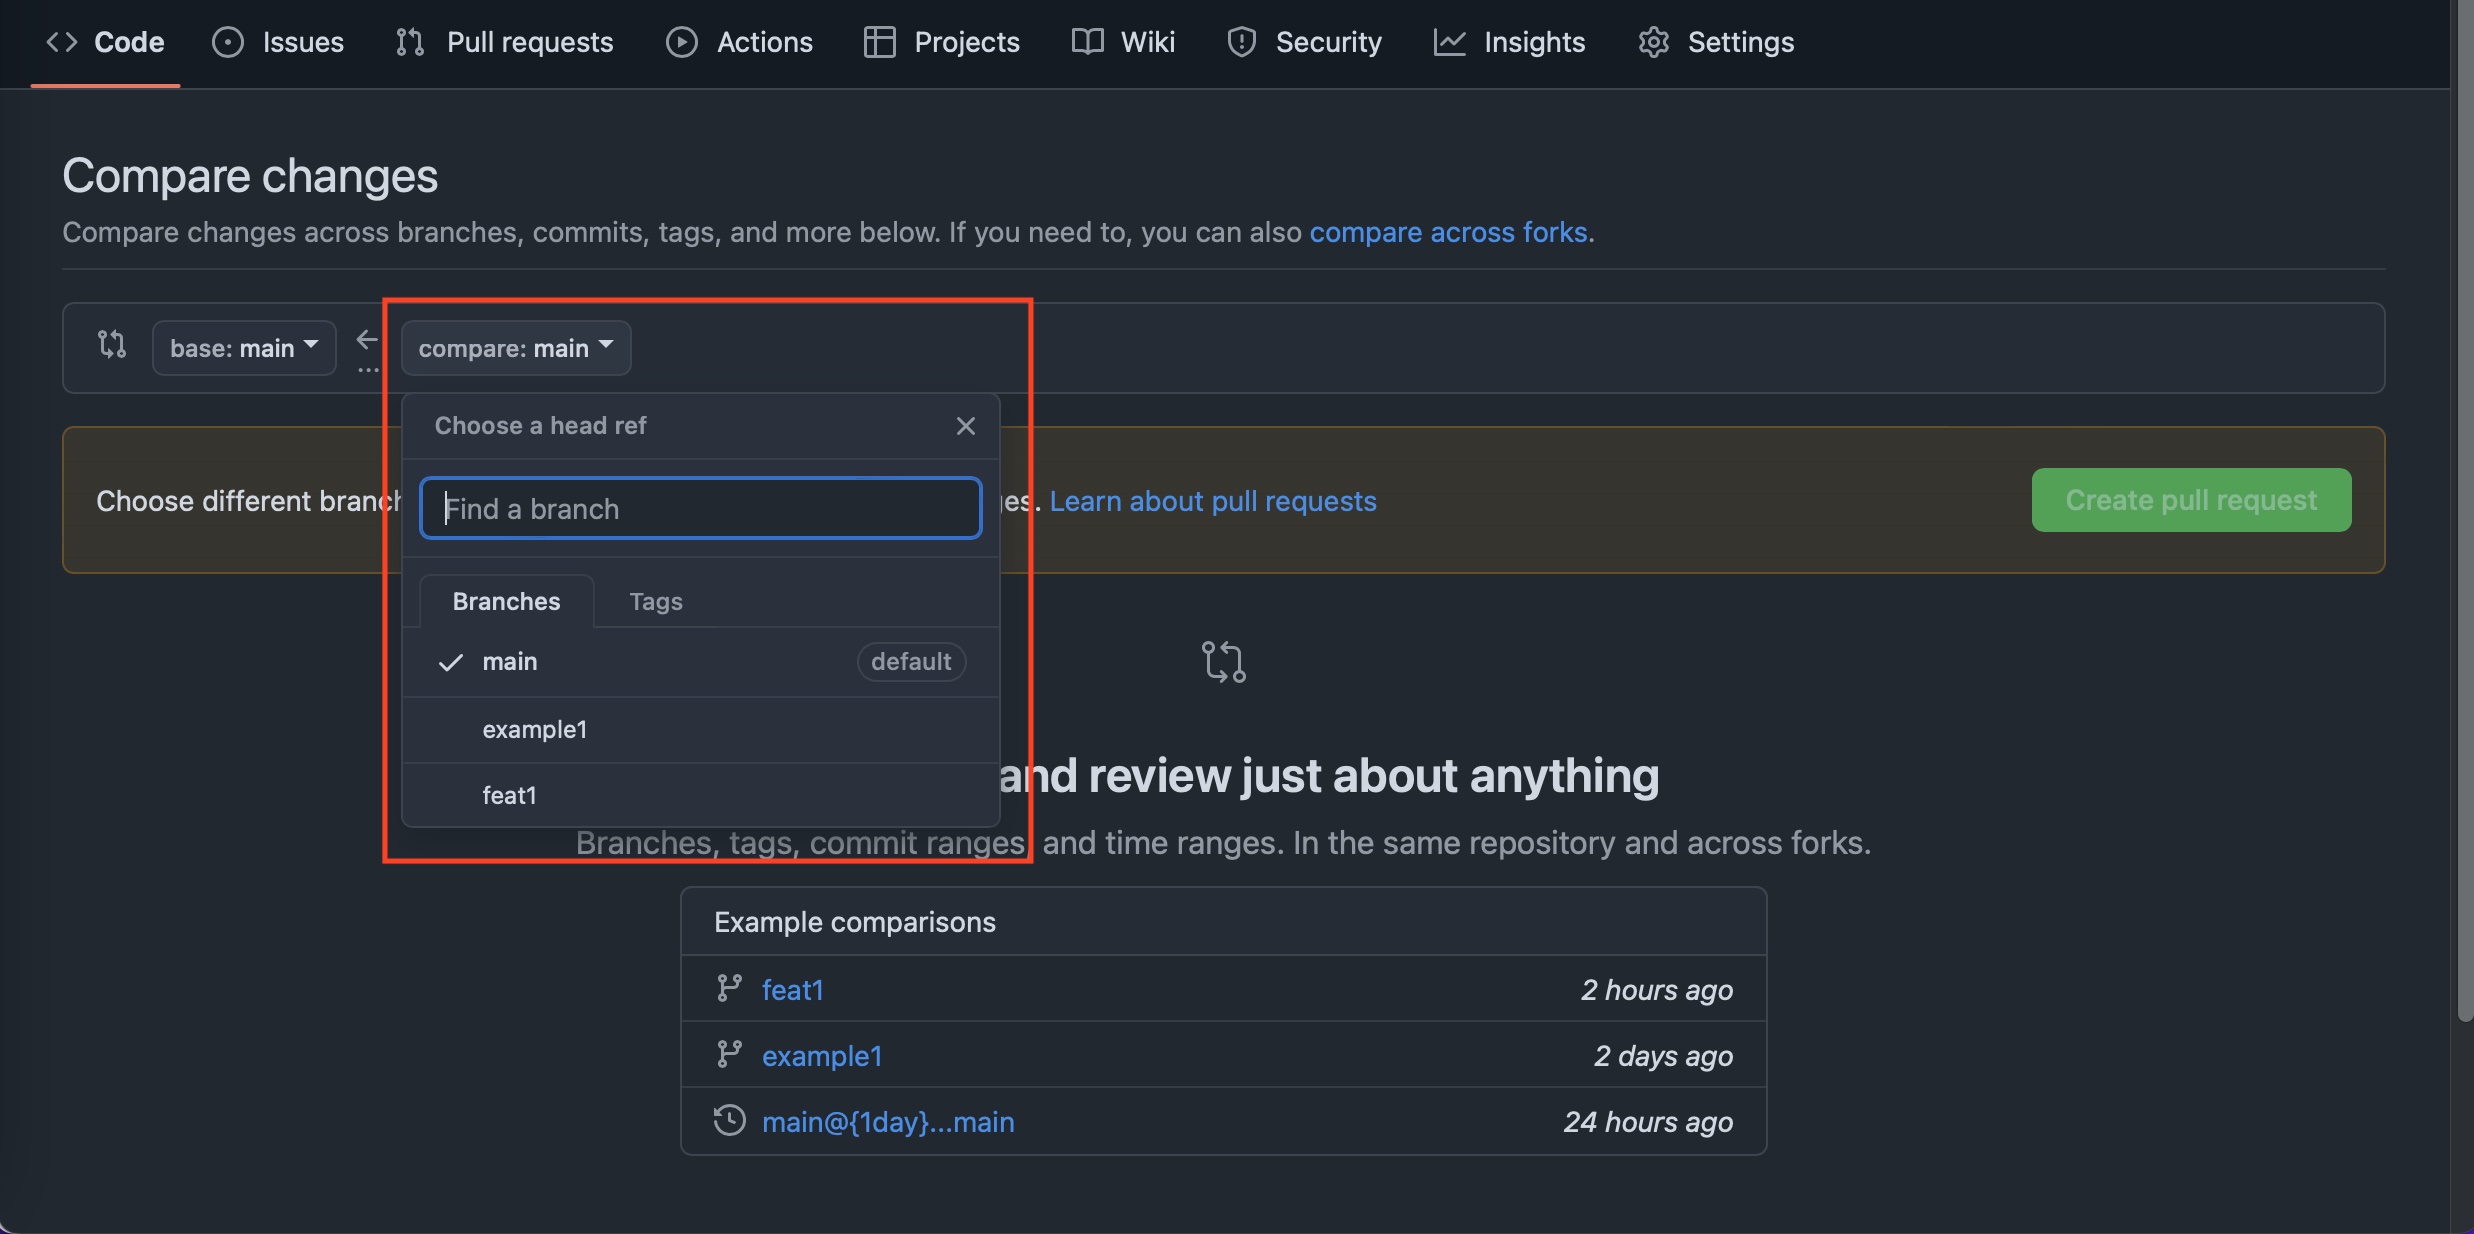 Code Issues Pull requests Actions Projects Wiki Security Insights Settings
Compare changes
Compare changes across branches, commits, tags, and more below. If you need to, you can also compare across forks.
base: main ... compare: main
Choose a head ref
Choose different branch
Find a branch
es. Learn about pull requests
Create pull request
Branches Tags
main default
example1
and review just about anything
feat1
Branches, tags, commit ranges, and time ranges. In the same repository and across forks.
Example comparisons
feat1 2 hours ago
example1 2 days ago
main@{1day}...main 24 hours ago